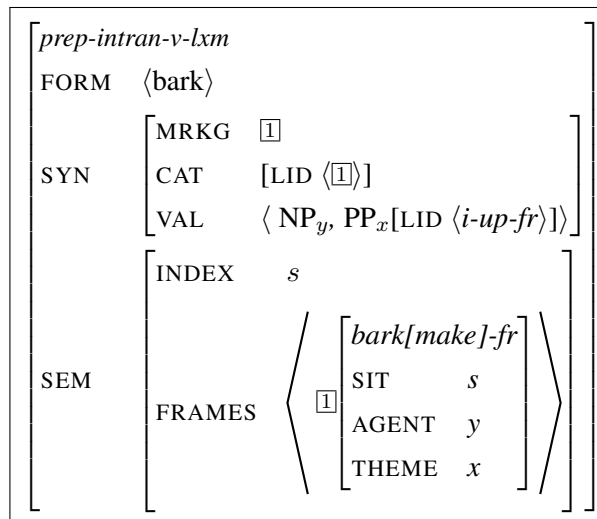 prep-intran-v-lxm
FORM ⟨bark⟩
SYN
MRKG 1
CAT [LID ⟨1⟩]
VAL ⟨ NPy, PPx[LID ⟨i-up-fr⟩]⟩
SEM
INDEX s
FRAMES
1
bark[make]-fr
SIT s
AGENT y
THEME x